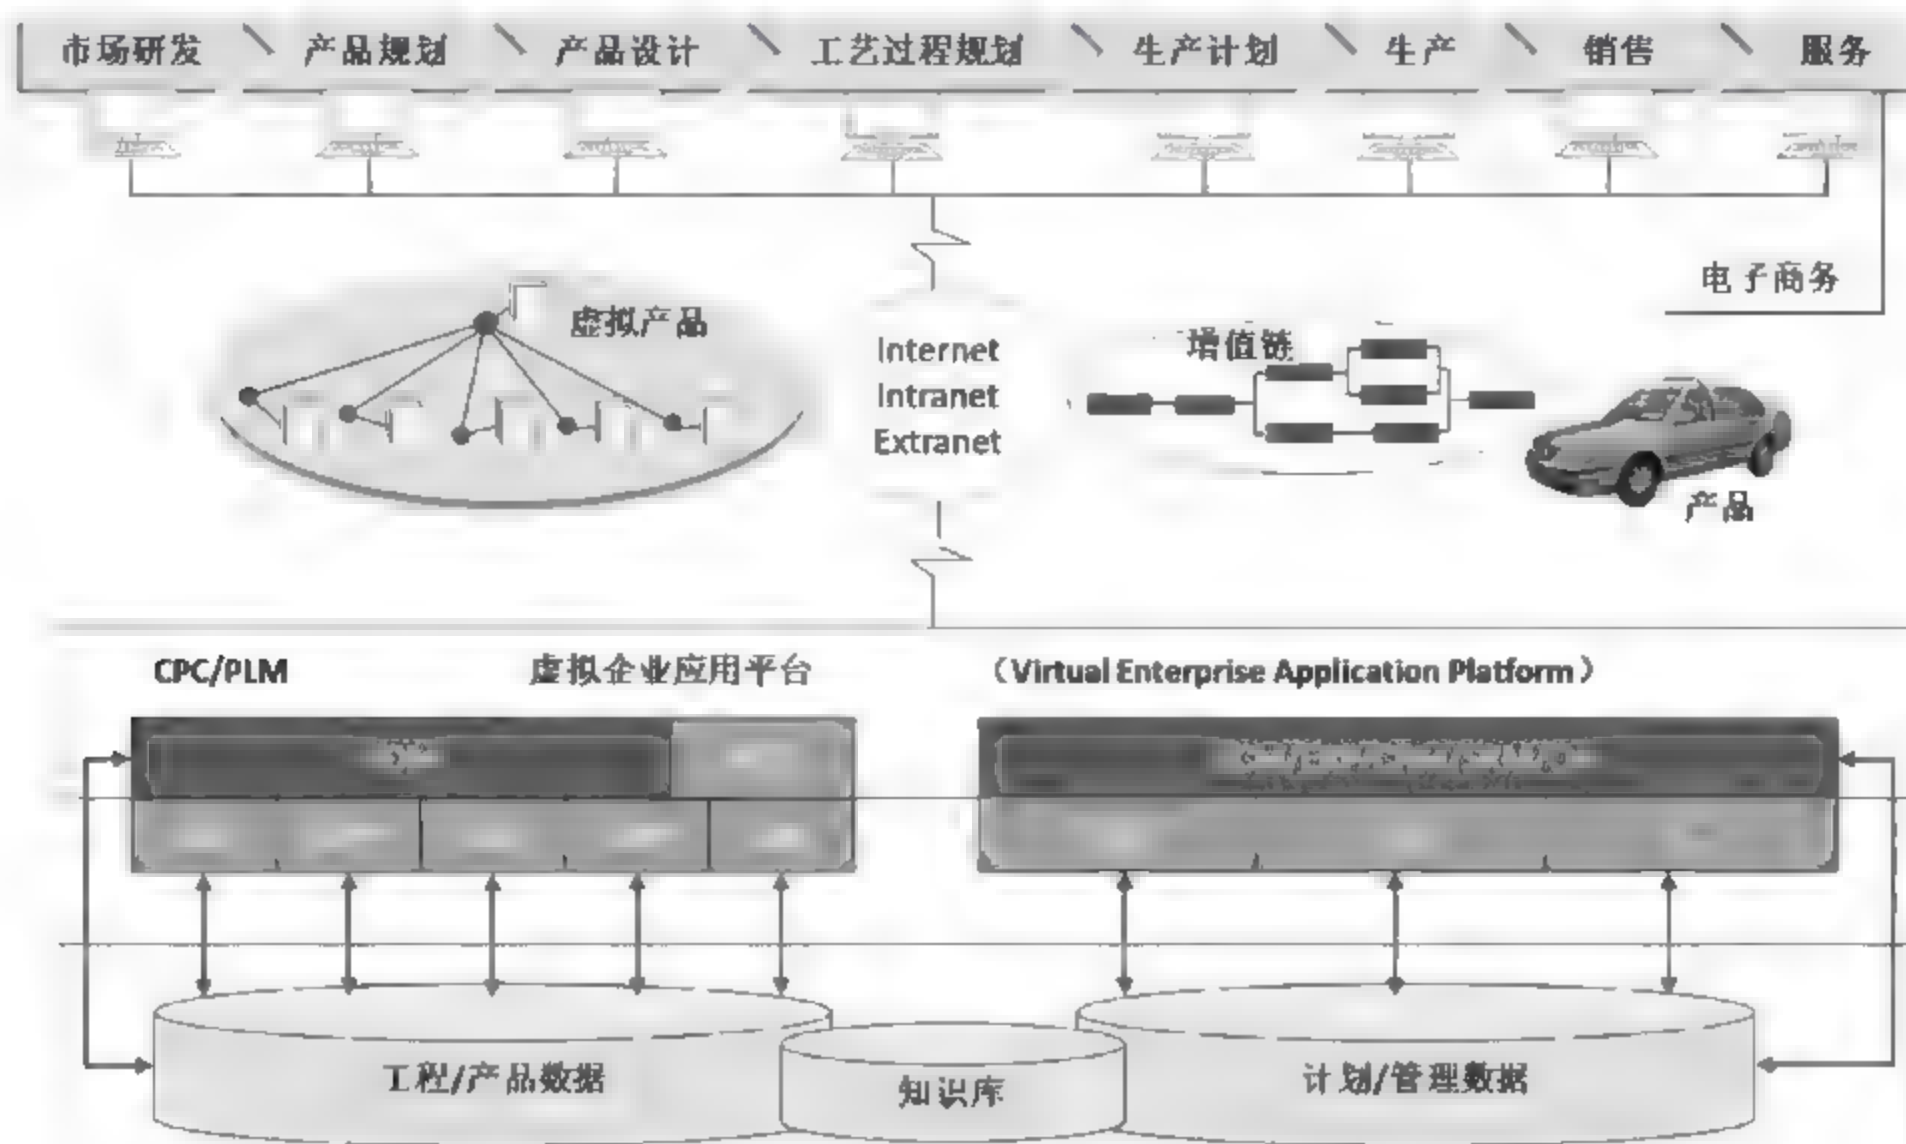 市场研发 产品规划 产品设计 工艺过程规划 生产计划 生产 销售 服务
电子商务
虚拟产品
Internet
Intranet
Extranet
增值链
产品
CPC/PLM 虚拟企业应用平台 （Virtual Enterprise Application Platform）
工程/产品数据
知识库
计划/管理数据